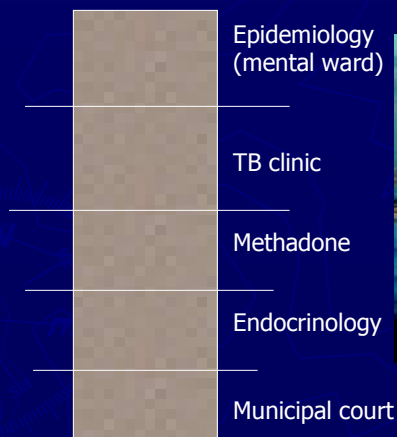 Epidemiology
(mental ward)
TB clinic
Methadone
Endocrinology
Municipal court